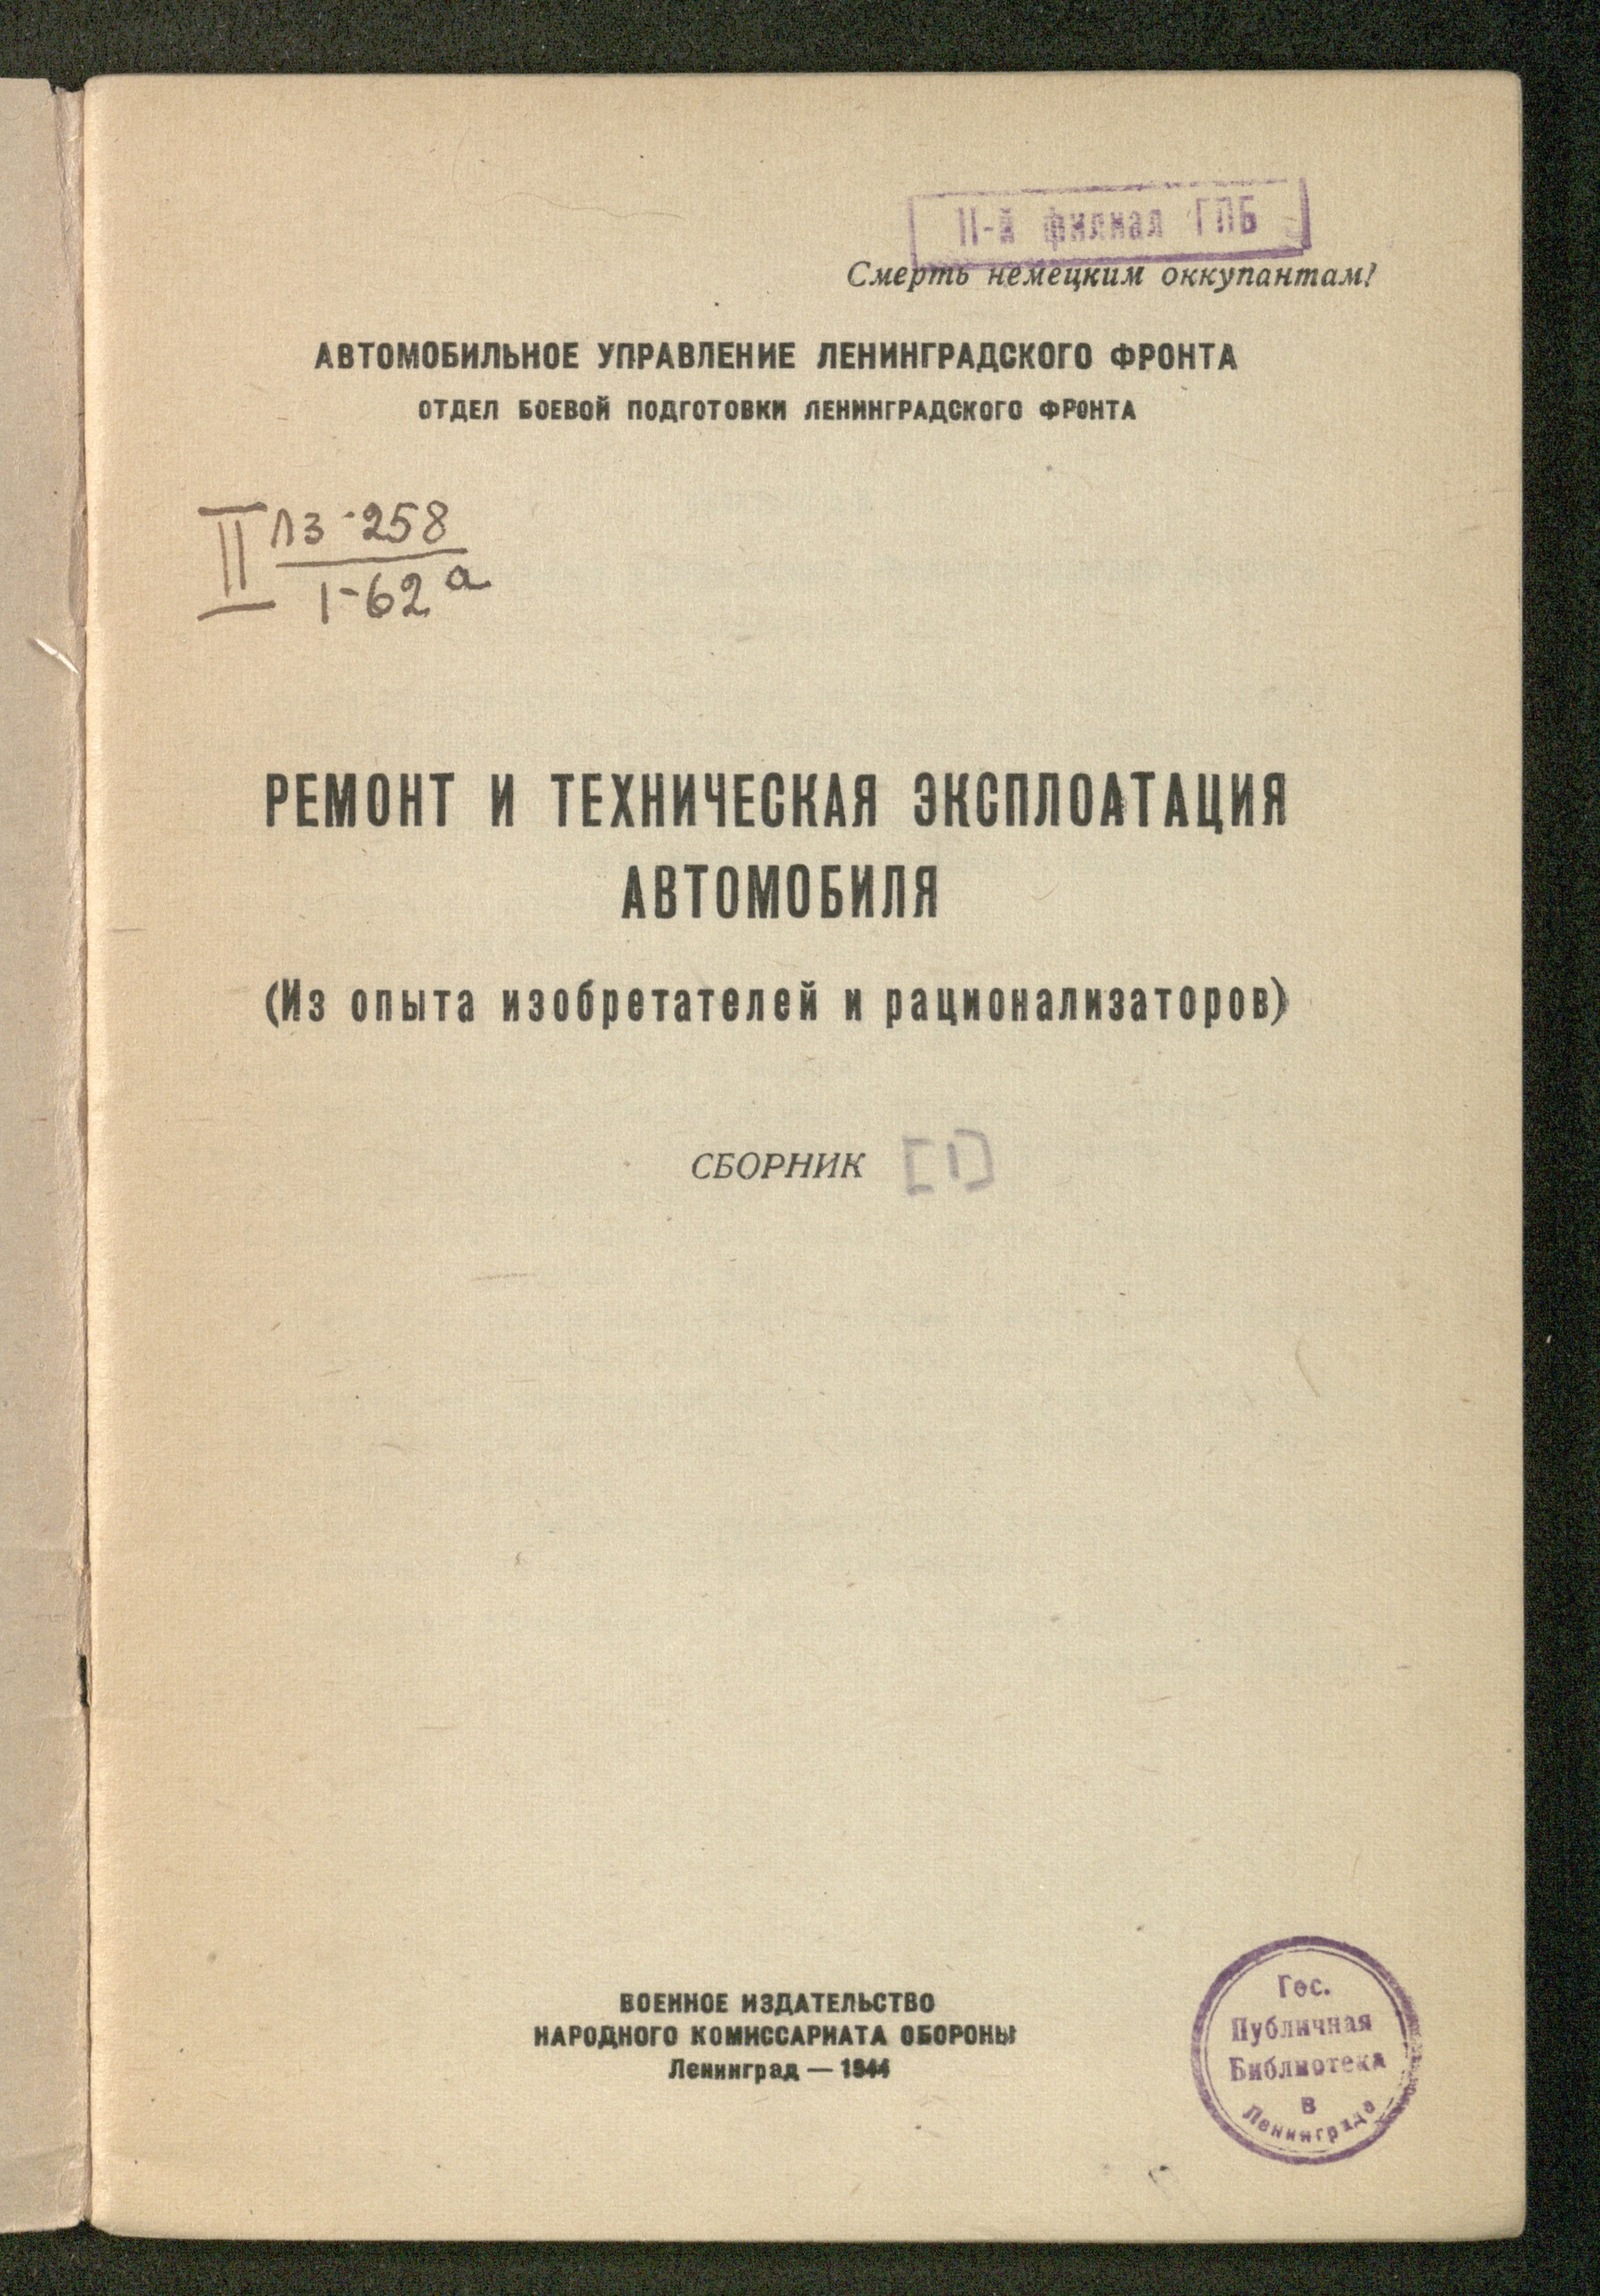 II-й филиал ГПБ
Смерть немецким оккупантам!
АВТОМОБИЛЬНОЕ УПРАВЛЕНИЕ ЛЕНИНГРАДСКОГО ФРОНТА
ОТДЕЛ БОЕВОЙ ПОДГОТОВКИ ЛЕНИНГРАДСКОГО ФРОНТА
II ЛЗ-258
1-62 а
РЕМОНТ И ТЕХНИЧЕСКАЯ ЭКСПЛОАТАЦИЯ
АВТОМОБИЛЯ
(Из опыта изобретателей и рационализаторов)
СБОРНИК [1]
ВОЕННОЕ ИЗДАТЕЛЬСТВО
НАРОДНОГО КОМИССАРИАТА ОБОРОНЫ
Ленинград — 1944
Гос.
Публичная
Библиотека
в
Ленинграде